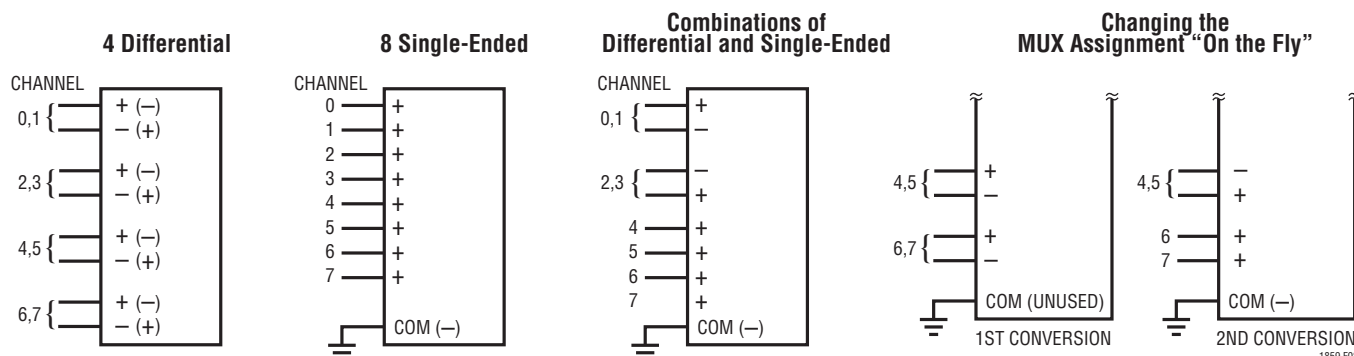 4 Differential
CHANNEL
0,1 { + (–)
– (+)
2,3 { + (–)
– (+)
4,5 { + (–)
– (+)
6,7 { + (–)
– (+)
8 Single-Ended
CHANNEL
0 +
1 +
2 +
3 +
4 +
5 +
6 +
7 +
COM (–)
Combinations of
Differential and Single-Ended
CHANNEL
0,1 { +
–
2,3 { –
+
4 +
5 +
6 +
7 +
COM (–)
Changing the
MUX Assignment “On the Fly”
4,5 { +
–
6,7 { +
–
COM (UNUSED)
1ST CONVERSION
4,5 { –
+
6 +
7 +
COM (–)
2ND CONVERSION